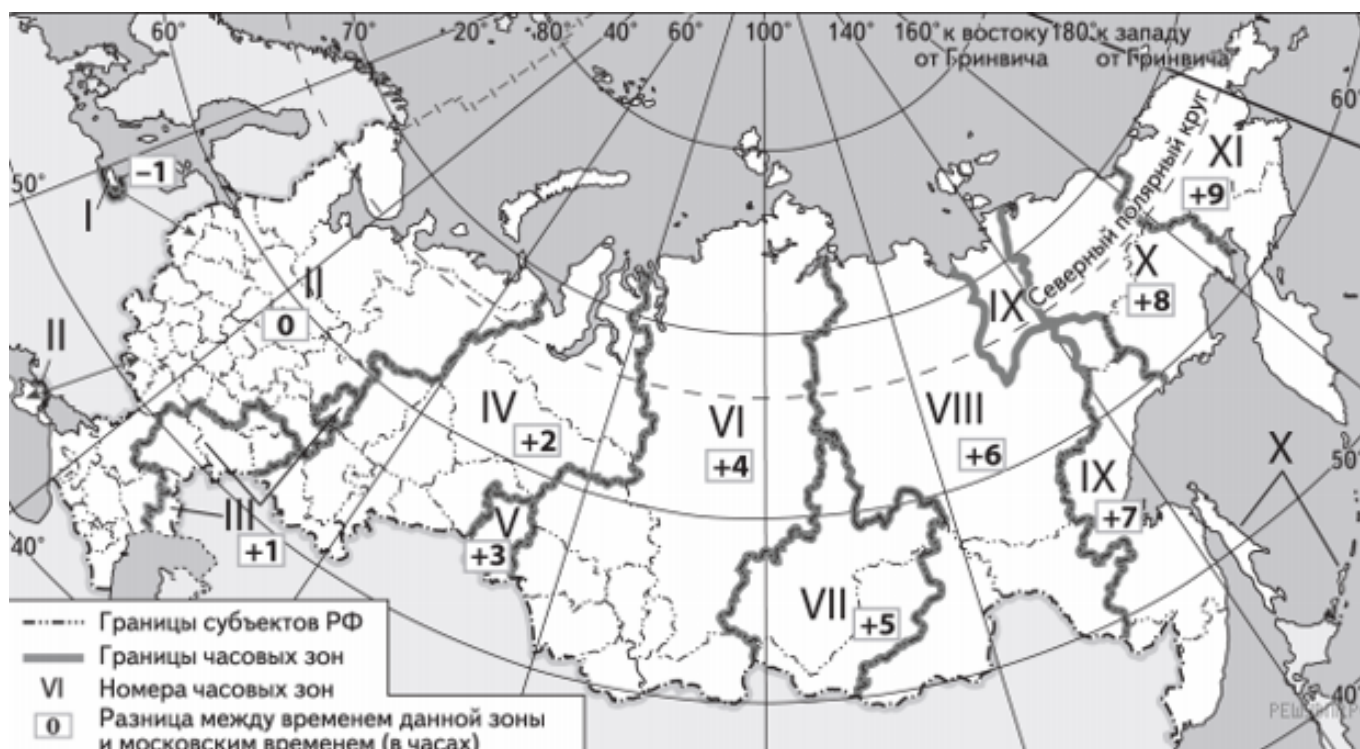 60° 70° 20° 80° 40° 60° 100° 140° 160° к востоку 180° к западу
от Гринвича от Гринвича
60°
Северный полярный круг
XI
+9
50°
–1
I
II
0
X
+8
IX
II
IV
+2
VI
+4
VIII
+6
X
50°
IX
+7
III
+1
V
+3
40°
VII
+5
Границы субъектов РФ
Границы часовых зон
VI Номера часовых зон
0 Разница между временем данной зоны
и московским временем (в часах)
40°